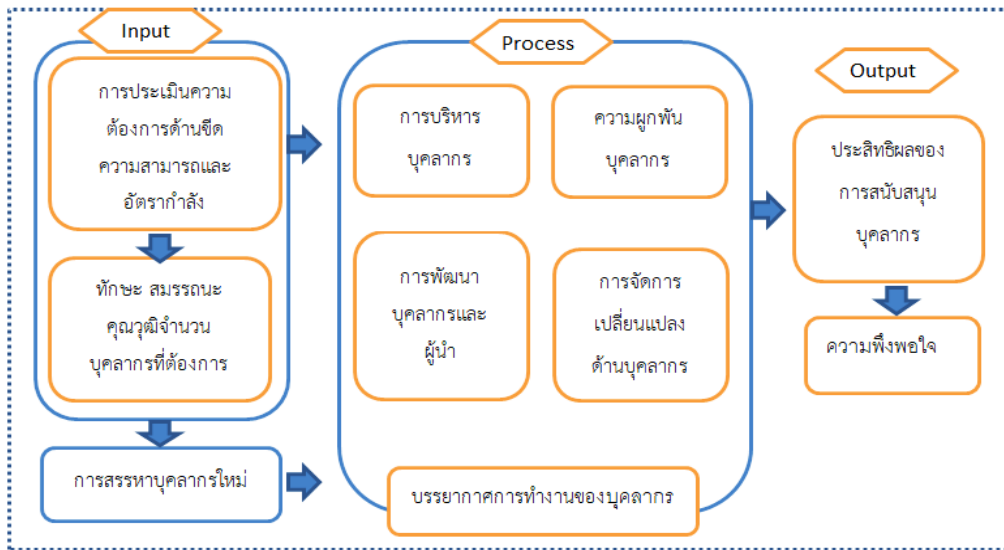 Input
การประเมินความ
ต้องการด้านขีด
ความสามารถและ
อัตรากำลัง
ทักษะ สมรรถนะ
คุณวุฒิจำนวน
บุคลากรที่ต้องการ
การสรรหาบุคลากรใหม่
Process
การบริหาร
บุคลากร
ความผูกพัน
บุคลากร
การพัฒนา
บุคลากรและ
ผู้นำ
การจัดการ
เปลี่ยนแปลง
ด้านบุคลากร
บรรยากาศการทำงานของบุคลากร
Output
ประสิทธิผลของ
การสนับสนุน
บุคลากร
ความพึงพอใจ